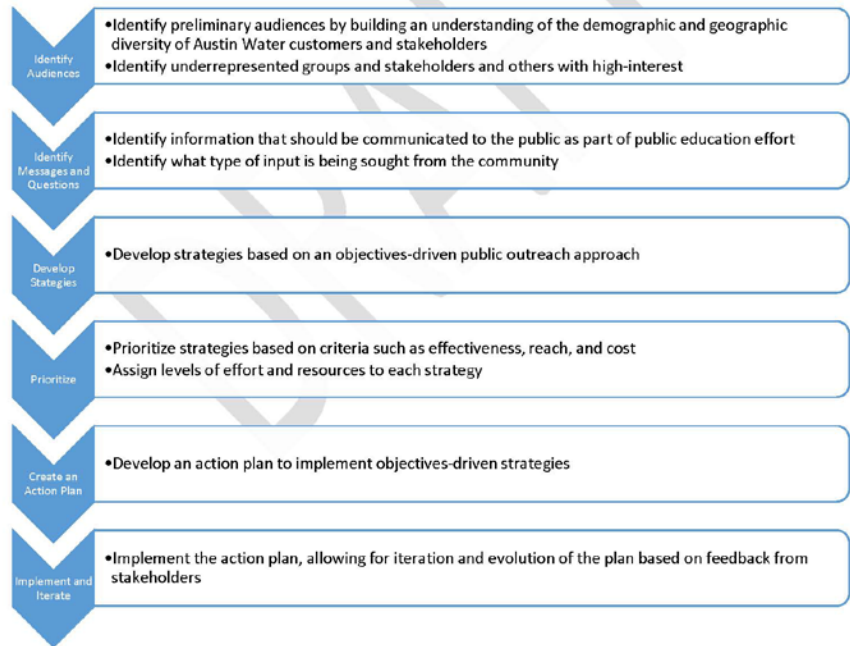 Identify
Audiences
•Identify preliminary audiences by building an understanding of the demographic and geographic
diversity of Austin Water customers and stakeholders
•Identify underrepresented groups and stakeholders and others with high-interest
Identify
Messages and
Questions
•Identify information that should be communicated to the public as part of public education effort
•Identify what type of input is being sought from the community
Develop
Stategies
•Develop strategies based on an objectives-driven public outreach approach
Prioritize
•Prioritize strategies based on criteria such as effectiveness, reach, and cost
•Assign levels of effort and resources to each strategy
Create an
Action Plan
•Develop an action plan to implement objectives-driven strategies
Implement and
Iterate
•Implement the action plan, allowing for iteration and evolution of the plan based on feedback from
stakeholders
DRAFT